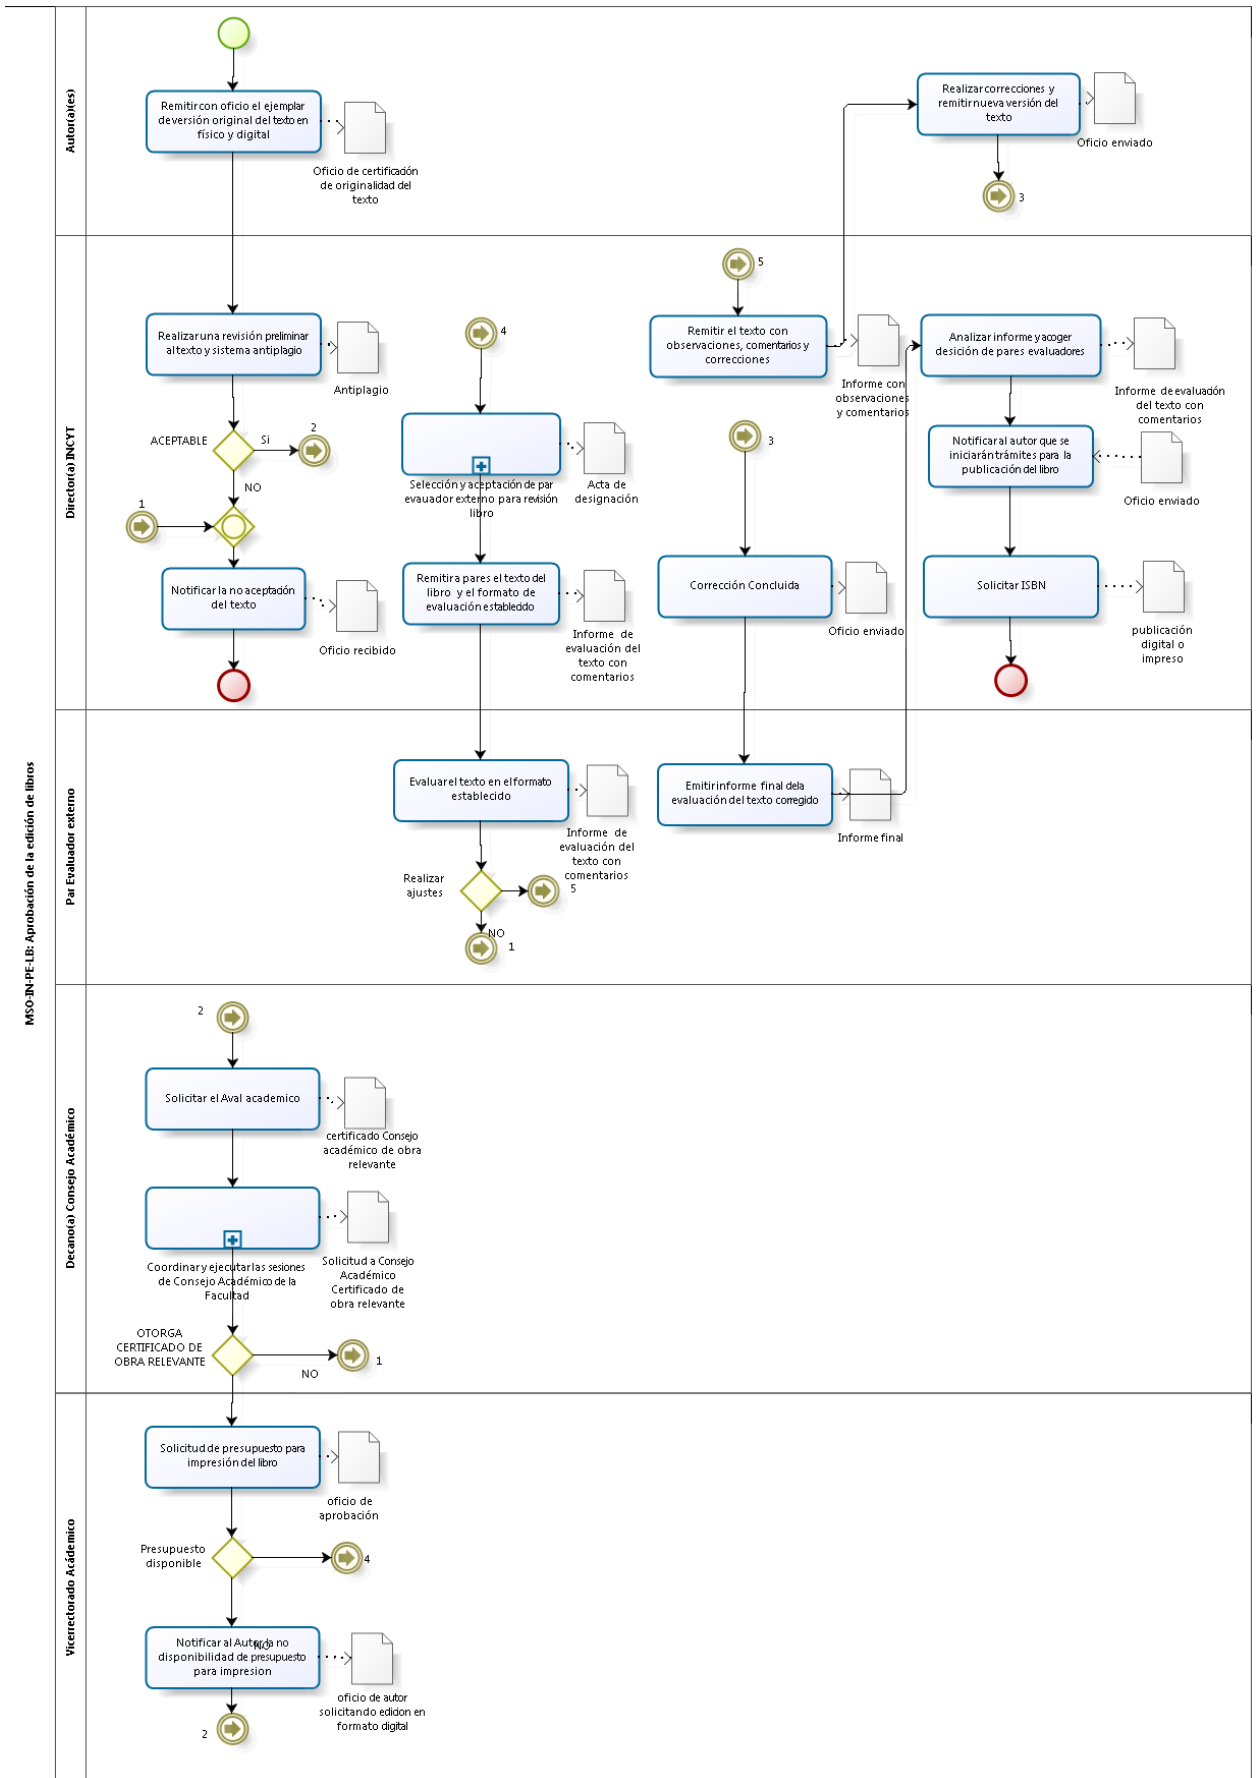 MSO-IN-PE-LB: Aprobación de la edición de libros
Autor(a)(es)
Remitir con oficio el ejemplar
de versión original del texto en
físico y digital
Oficio de certificación
de originalidad del
texto
Realizar correcciones y
remitir nueva versión del
texto
Oficio enviado
3
Director(a) INCYT
Realizar una revisión preliminar
al texto y sistema antiplagio
Antiplagio
ACEPTABLE
Si
2
NO
1
Notificar la no aceptación
del texto
Oficio recibido
4
Selección y aceptación de par
evauador externo para revisión
libro
Acta de
designación
Remitir a pares el texto del
libro y el formato de
evaluación establecido
Informe de
evaluación del
texto con
comentarios
5
Remitir el texto con
observaciones, comentarios y
correcciones
Informe con
observaciones
y comentarios
3
Corrección Concluida
Oficio enviado
Analizar informe y acoger
desición de pares evaluadores
Informe de evaluación
del texto con
comentarios
Notificar al autor que se
iniciarán trámites para la
publicación del libro
Oficio enviado
Solicitar ISBN
publicación
digital o
impreso
Par Evaluador externo
Evaluar el texto en el formato
establecido
Informe de
evaluación del
texto con
comentarios
Realizar
ajustes
5
NO
1
Emitir informe final de la
evaluación del texto corregido
Informe final
Decano(a) Consejo Académico
2
Solicitar el Aval academico
certificado Consejo
académico de obra
relevante
Coordinar y ejecutar las sesiones
de Consejo Académico de la
Facultad
Solicitud a Consejo
Académico
Certificado de
obra relevante
OTORGA
CERTIFICADO DE
OBRA RELEVANTE
NO
1
Vicerrectorado Acádemico
Solicitud de presupuesto para
impresión del libro
oficio de
aprobación
Presupuesto
disponible
4
NO
Notificar al Autor la no
disponibilidad de presupuesto
para impresion
oficio de autor
solicitando edicion en
formato digital
2